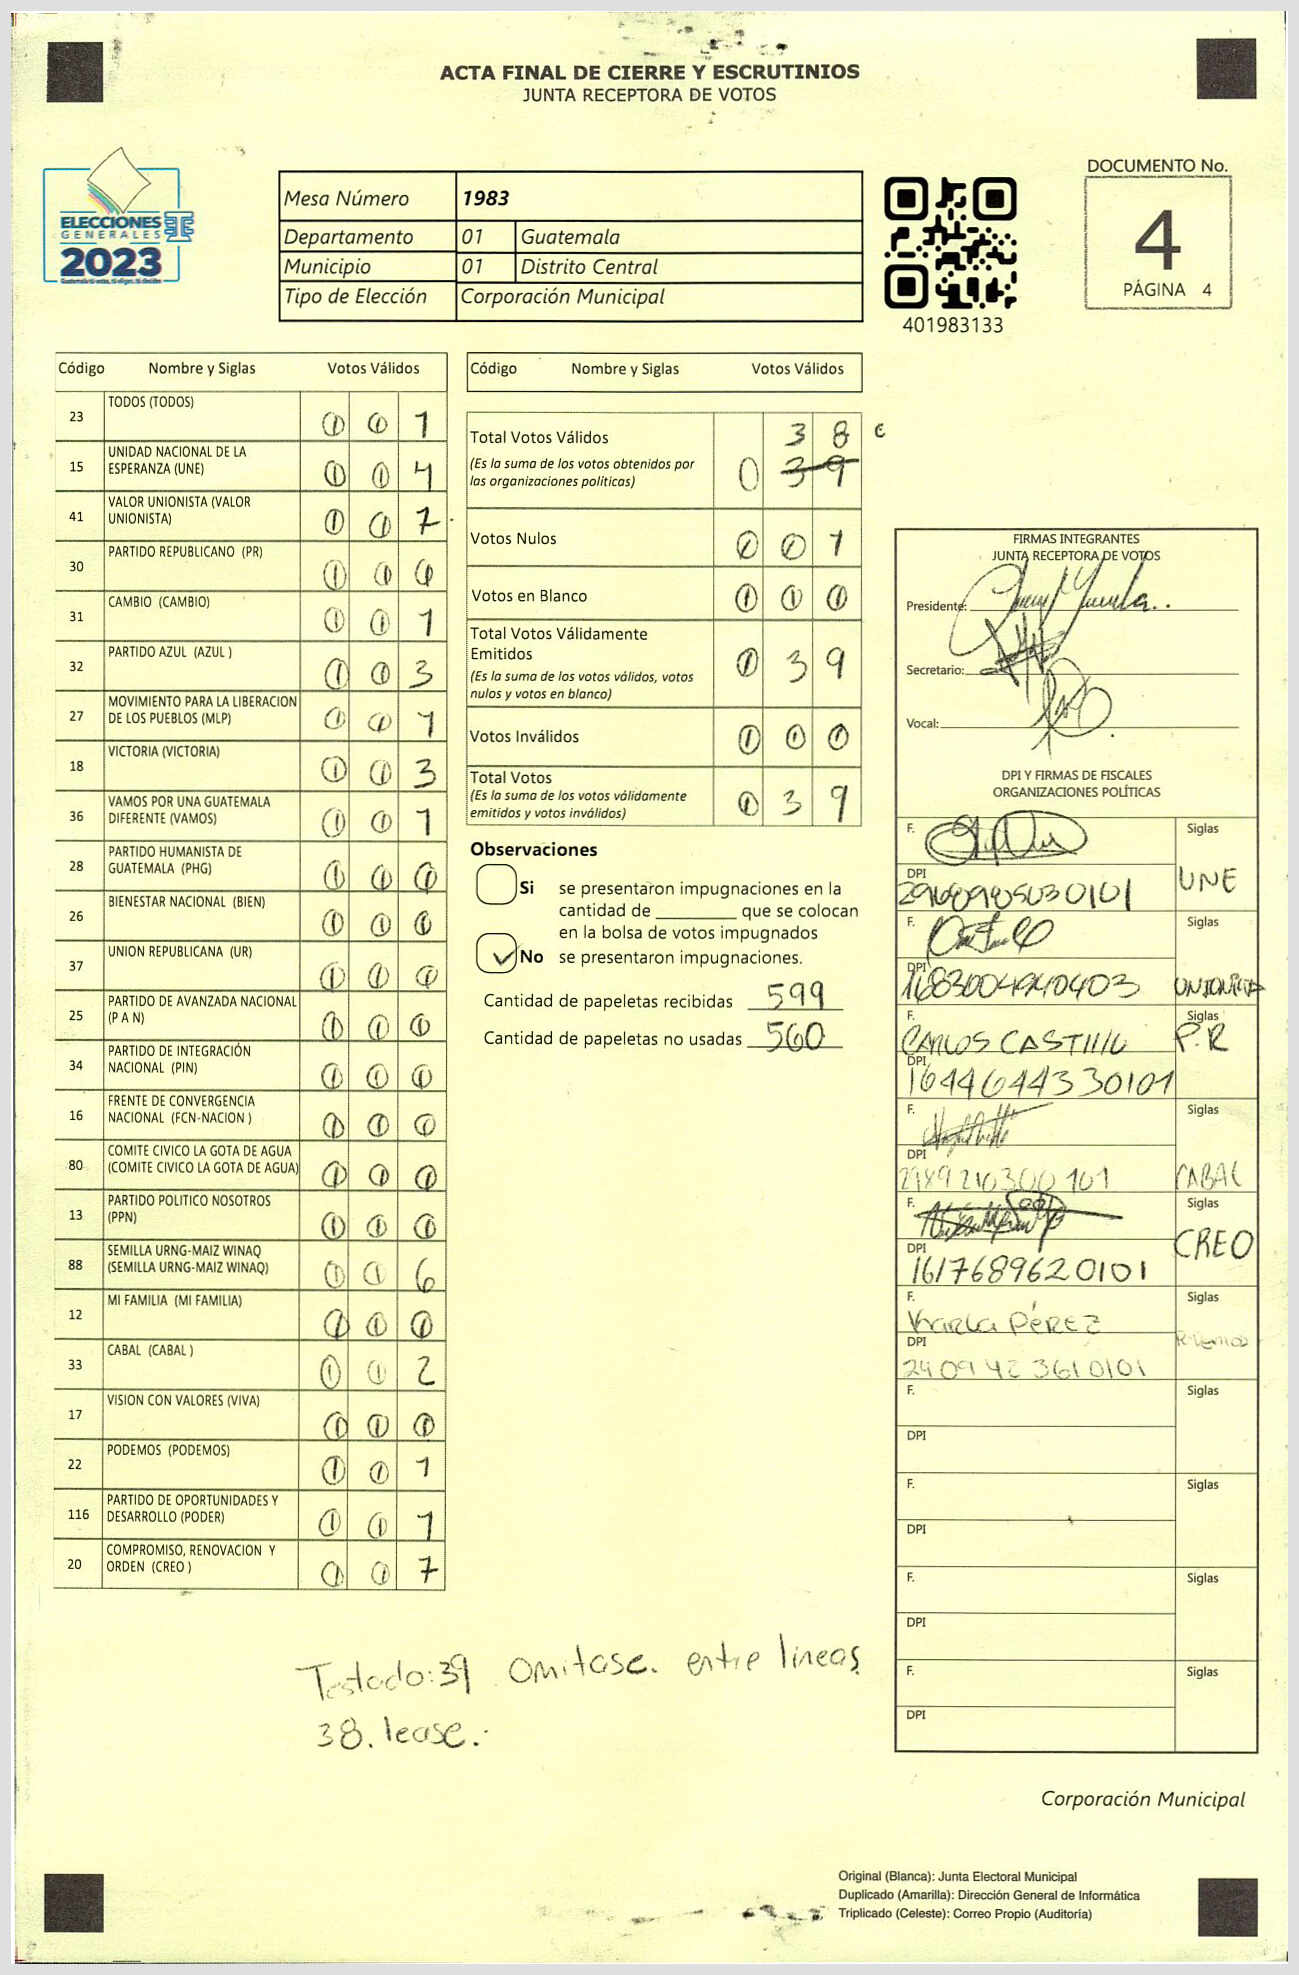 ACTA FINAL DE CIERRE Y ESCRUTINIOS
JUNTA RECEPTORA DE VOTOS
ELECCIONES
GENERALES
2023
Mesa Número 1983
Departamento 01 Guatemala
Municipio 01 Distrito Central
Tipo de Elección Corporación Municipal
401983133
DOCUMENTO No.
4
PÁGINA 4
Código Nombre y Siglas Votos Válidos
23 TODOS (TODOS) 0 0 1
15 UNIDAD NACIONAL DE LA
ESPERANZA (UNE) 0 0 4
41 VALOR UNIONISTA (VALOR
UNIONISTA) 0 0 7
30 PARTIDO REPUBLICANO (PR) 0 0 0
31 CAMBIO (CAMBIO) 0 0 1
32 PARTIDO AZUL (AZUL ) 0 0 3
27 MOVIMIENTO PARA LA LIBERACION
DE LOS PUEBLOS (MLP) 0 0 1
18 VICTORIA (VICTORIA) 0 0 3
36 VAMOS POR UNA GUATEMALA
DIFERENTE (VAMOS) 0 0 1
28 PARTIDO HUMANISTA DE
GUATEMALA (PHG) 0 0 0
26 BIENESTAR NACIONAL (BIEN) 0 0 0
37 UNION REPUBLICANA (UR) 0 0 0
25 PARTIDO DE AVANZADA NACIONAL
(P A N) 0 0 0
34 PARTIDO DE INTEGRACIÓN
NACIONAL (PIN) 0 0 0
16 FRENTE DE CONVERGENCIA
NACIONAL (FCN-NACION ) 0 0 0
80 COMITE CIVICO LA GOTA DE AGUA
(COMITE CIVICO LA GOTA DE AGUA) 0 0 0
13 PARTIDO POLITICO NOSOTROS
(PPN) 0 0 0
88 SEMILLA URNG-MAIZ WINAQ
(SEMILLA URNG-MAIZ WINAQ) 0 0 6
12 MI FAMILIA (MI FAMILIA) 0 0 0
33 CABAL (CABAL ) 0 0 2
17 VISION CON VALORES (VIVA) 0 0 0
22 PODEMOS (PODEMOS) 0 0 1
116 PARTIDO DE OPORTUNIDADES Y
DESARROLLO (PODER) 0 0 1
20 COMPROMISO, RENOVACION Y
ORDEN (CREO ) 0 0 7
Código Nombre y Siglas Votos Válidos
Total Votos Válidos 3 8
(Es la suma de los votos obtenidos por
las organizaciones políticas) 0 39
Votos Nulos 0 0 1
Votos en Blanco 0 0 0
Total Votos Válidamente
Emitidos 0 3 9
(Es la suma de los votos válidos, votos
nulos y votos en blanco)
Votos Inválidos 0 0 0
Total Votos
(Es la suma de los votos válidamente
emitidos y votos inválidos) 0 3 9
Observaciones
Si se presentaron impugnaciones en la
cantidad de ________ que se colocan
en la bolsa de votos impugnados
No se presentaron impugnaciones.
Cantidad de papeletas recibidas 599
Cantidad de papeletas no usadas 560
FIRMAS INTEGRANTES
JUNTA RECEPTORA DE VOTOS
Presidente:
Secretario:
Vocal:
DPI Y FIRMAS DE FISCALES
ORGANIZACIONES POLÍTICAS
F. Siglas
DPI UNE
F. Siglas
DPI
F. CARLOS CASTILLO Siglas
P.R
DPI
1644644330101
F. Siglas
DPI
2989210300101 CABAL
F. Siglas
DPI CREO
1617689620101
F. Karla PÉREZ Siglas
DPI
2409423610101
F. Siglas
DPI
F. Siglas
DPI
F. Siglas
DPI
F. Siglas
DPI
Testado: 39 Omitase. entre lineas
38. lease.
Corporación Municipal
Original (Blanca): Junta Electoral Municipal
Duplicado (Amarilla): Dirección General de Informática
Triplicado (Celeste): Correo Propio (Auditoría)